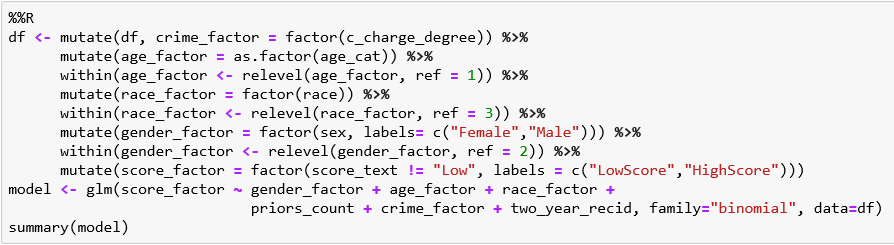 %%R
df <- mutate(df, crime_factor = factor(c_charge_degree)) %>%
      mutate(age_factor = as.factor(age_cat)) %>%
      within(age_factor <- relevel(age_factor, ref = 1)) %>%
      mutate(race_factor = factor(race)) %>%
      within(race_factor <- relevel(race_factor, ref = 3)) %>%
      mutate(gender_factor = factor(sex, labels= c("Female","Male"))) %>%
      within(gender_factor <- relevel(gender_factor, ref = 2)) %>%
      mutate(score_factor = factor(score_text != "Low", labels = c("LowScore","HighScore")))
model <- glm(score_factor ~ gender_factor + age_factor + race_factor +
                            priors_count + crime_factor + two_year_recid, family="binomial", data=df)
summary(model)